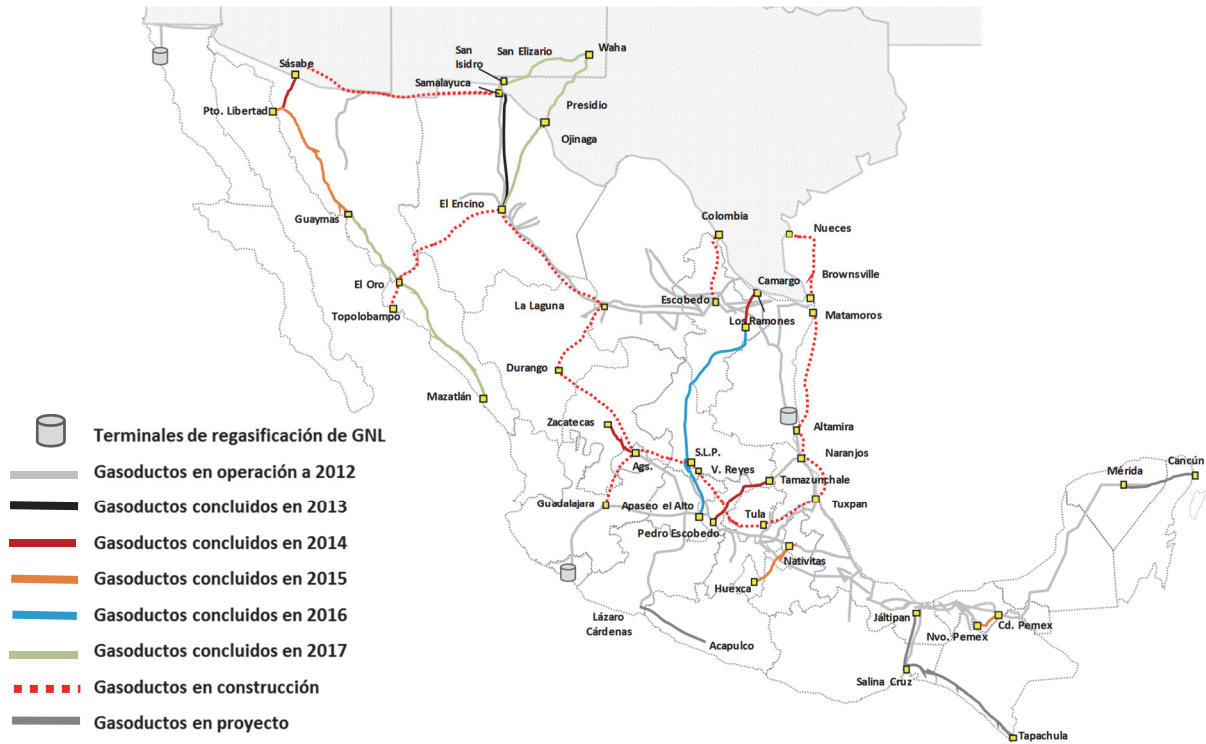 San
Isidro
San Elizario
Waha
Sásabe
Samalayuca
Pto. Libertad
Presidio
Ojinaga
El Encino
Colombia
Guaymas
Nueces
Brownsville
Camargo
El Oro
La Laguna
Escobedo
Topolobampo
Los Ramones
Matamoros
Durango
Mazatlán
Zacatecas
Altamira
Terminales de regasificación de GNL
S.L.P.
Naranjos
Ags.
V. Reyes
Cancún
Mérida
Gasoductos en operación a 2012
Tamazunchale
Guadalajara
Apaseo el Alto
Tuxpan
Gasoductos concluidos en 2013
Tula
Pedro Escobedo
Gasoductos concluidos en 2014
Nativitas
Gasoductos concluidos en 2015
Huexca
Gasoductos concluidos en 2016
Lázaro
Cárdenas
Jáltipan
Cd. Pemex
Nvo. Pemex
Acapulco
Gasoductos concluidos en 2017
Salina Cruz
Gasoductos en construcción
Gasoductos en proyecto
Tapachula